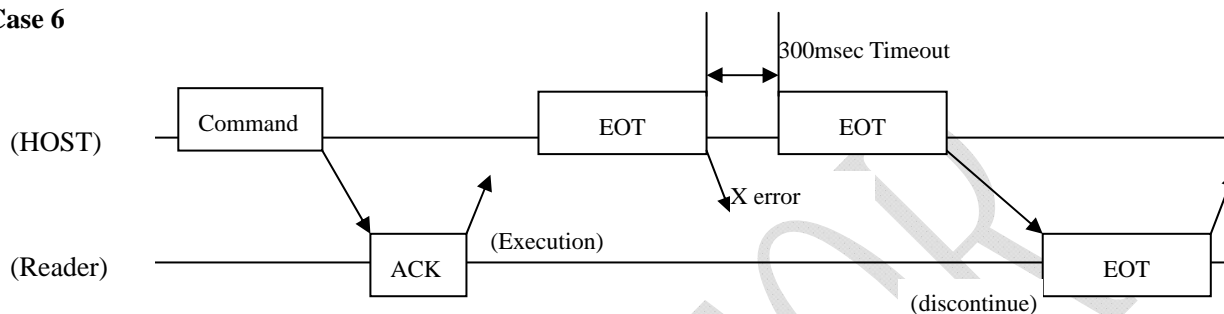 Case 6
300msec Timeout
(HOST)
Command
EOT
EOT
X error
(Reader)
ACK
(Execution)
EOT
(discontinue)